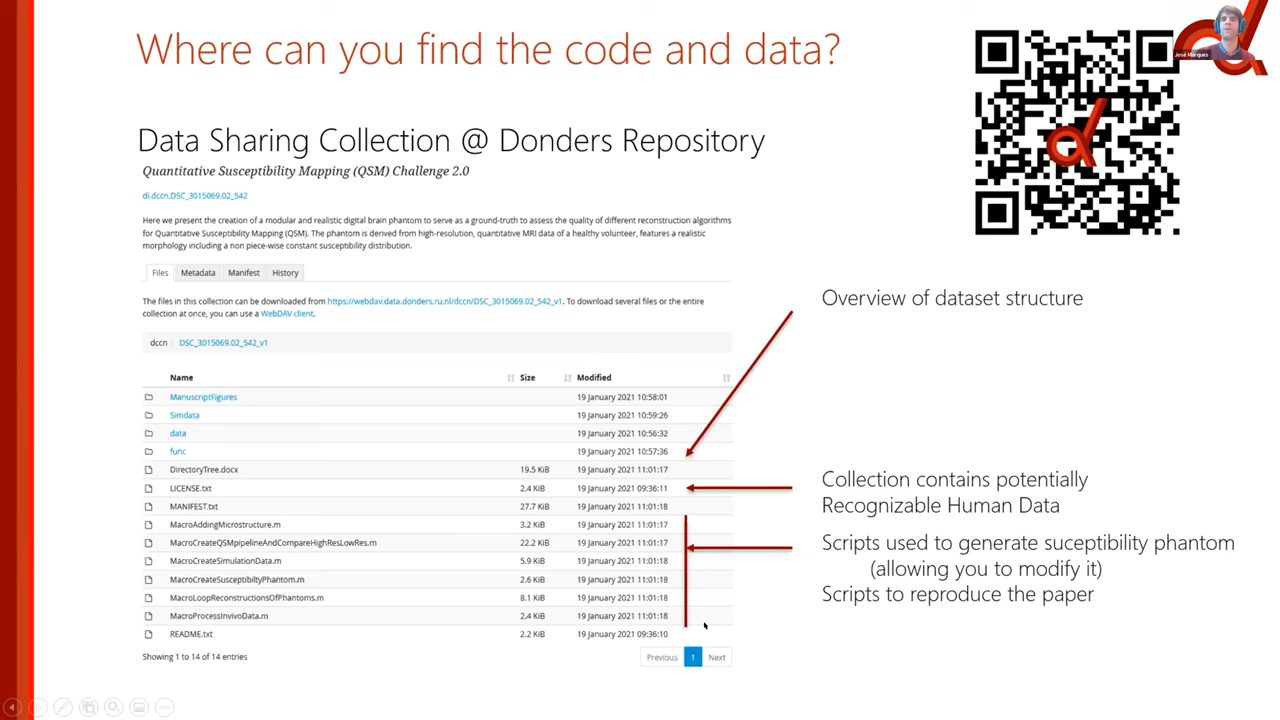 Where can you find the code and data?
José Marques
Data Sharing Collection @ Donders Repository
Quantitative Susceptibility Mapping (QSM) Challenge 2.0
di.dccn.DSC_3015069.02_542
Here we present the creation of a modular and realistic digital brain phantom to serve as a ground-truth to assess the quality of different reconstruction algorithms
for Quantitative Susceptibility Mapping (QSM). The phantom is derived from high-resolution, quantitative MRI data of a healthy volunteer, features a realistic
morphology including a non piece-wise constant susceptibility distribution.
Files Metadata Manifest History
The files in this collection can be downloaded from https://webdav.data.donders.ru.nl/dccn/DSC_3015069.02_542_v1. To download several files or the entire
collection at once, you can use a WebDAV client.
dccn / DSC_3015069.02_542_v1
Name Size Modified
ManuscriptFigures 19 January 2021 10:58:01
Simdata 19 January 2021 10:59:26
data 19 January 2021 10:56:32
func 19 January 2021 10:57:36
DirectoryTree.docx 19.5 KiB 19 January 2021 11:01:17
LICENSE.txt 2.4 KiB 19 January 2021 09:36:11
MANIFEST.txt 27.7 KiB 19 January 2021 11:01:18
MacroAddingMicrostructure.m 3.2 KiB 19 January 2021 11:01:17
MacroCreateQSMpipelineAndCompareHighResLowRes.m 22.2 KiB 19 January 2021 11:01:17
MacroCreateSimulationData.m 5.9 KiB 19 January 2021 11:01:18
MacroCreateSusceptibiltyPhantom.m 2.6 KiB 19 January 2021 11:01:18
MacroLoopReconstructionsOfPhantoms.m 8.1 KiB 19 January 2021 11:01:18
MacroProcessInvivoData.m 2.4 KiB 19 January 2021 11:01:18
README.txt 2.2 KiB 19 January 2021 09:36:10
Showing 1 to 14 of 14 entries
Previous 1 Next
Overview of dataset structure
Collection contains potentially
Recognizable Human Data
Scripts used to generate suceptibility phantom
(allowing you to modify it)
Scripts to reproduce the paper